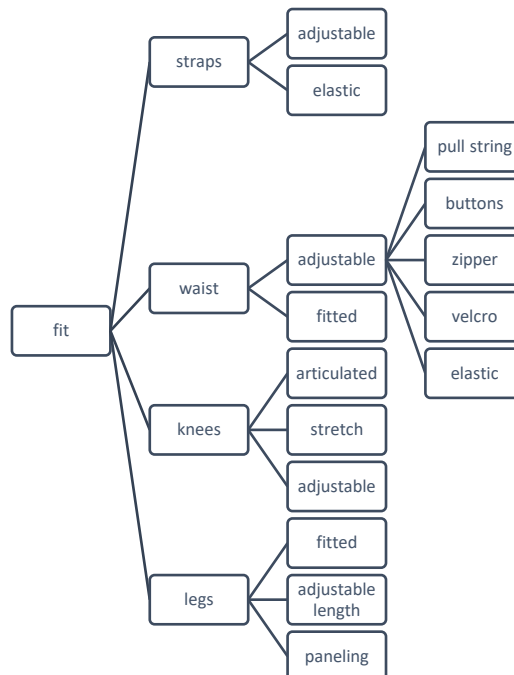 adjustable
straps
elastic
pull string
buttons
adjustable
zipper
waist
fitted
velcro
fit
articulated
elastic
knees
stretch
adjustable
fitted
legs
adjustable
length
paneling